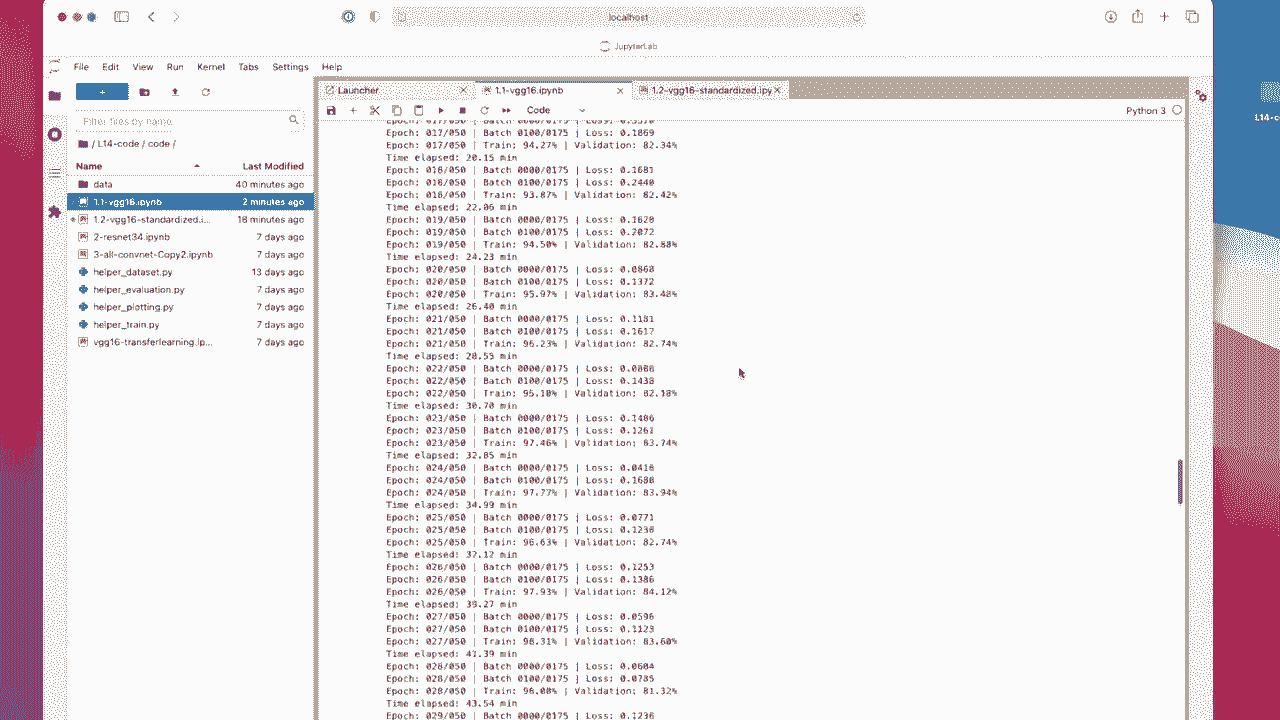 localhost
JupyterLab
File Edit View Run Kernel Tabs Settings Help
Launcher
1.1-vgg16.ipynb
1.2-vgg16-standardized.ipy
Code
Python 3
Filter files by name
/ L14-code / code /
Name Last Modified
data 40 minutes ago
1.1-vgg16.ipynb 2 minutes ago
1.2-vgg16-standardized.i... 18 minutes ago
2-resnet34.ipynb 7 days ago
3-all-convnet-Copy2.ipynb 7 days ago
helper_dataset.py 13 days ago
helper_evaluation.py 7 days ago
helper_plotting.py 7 days ago
helper_train.py 7 days ago
vgg16-transferlearning.ip... 7 days ago
Epoch: 017/050 | Batch 0100/0175 | Loss: 0.1869
Epoch: 017/050 | Train: 94.27% | Validation: 82.34%
Time elapsed: 20.15 min
Epoch: 018/050 | Batch 0000/0175 | Loss: 0.1681
Epoch: 018/050 | Batch 0100/0175 | Loss: 0.2440
Epoch: 018/050 | Train: 93.87% | Validation: 82.42%
Time elapsed: 22.06 min
Epoch: 019/050 | Batch 0000/0175 | Loss: 0.1620
Epoch: 019/050 | Batch 0100/0175 | Loss: 0.2072
Epoch: 019/050 | Train: 94.50% | Validation: 82.88%
Time elapsed: 24.23 min
Epoch: 020/050 | Batch 0000/0175 | Loss: 0.0868
Epoch: 020/050 | Batch 0100/0175 | Loss: 0.1372
Epoch: 020/050 | Train: 95.97% | Validation: 83.48%
Time elapsed: 26.40 min
Epoch: 021/050 | Batch 0000/0175 | Loss: 0.1181
Epoch: 021/050 | Batch 0100/0175 | Loss: 0.1617
Epoch: 021/050 | Train: 96.23% | Validation: 82.74%
Time elapsed: 28.55 min
Epoch: 022/050 | Batch 0000/0175 | Loss:
Epoch: 022/050 | Batch 0100/0175 | Loss: 0.1438
Epoch: 022/050 | Train: 95.18% | Validation: 82.18%
Time elapsed: 30.70 min
Epoch: 023/050 | Batch 0000/0175 | Loss: 0.1486
Epoch: 023/050 | Batch 0100/0175 | Loss: 0.1261
Epoch: 023/050 | Train: 97.46% | Validation: 83.74%
Time elapsed: 32.85 min
Epoch: 024/050 | Batch 0000/0175 | Loss: 0.0416
Epoch: 024/050 | Batch 0100/0175 | Loss: 0.1688
Epoch: 024/050 | Train: 97.77% | Validation: 83.94%
Time elapsed: 34.99 min
Epoch: 025/050 | Batch 0000/0175 | Loss: 0.0771
Epoch: 025/050 | Batch 0100/0175 | Loss: 0.1236
Epoch: 025/050 | Train: 96.63% | Validation: 82.74%
Time elapsed: 37.12 min
Epoch: 026/050 | Batch 0000/0175 | Loss: 0.1253
Epoch: 026/050 | Batch 0100/0175 | Loss: 0.1386
Epoch: 026/050 | Train: 97.93% | Validation: 84.12%
Time elapsed: 39.27 min
Epoch: 027/050 | Batch 0000/0175 | Loss: 0.0596
Epoch: 027/050 | Batch 0100/0175 | Loss: 0.1123
Epoch: 027/050 | Train: 98.31% | Validation: 83.60%
Time elapsed: 41.39 min
Epoch: 028/050 | Batch 0000/0175 | Loss: 0.0604
Epoch: 028/050 | Batch 0100/0175 | Loss: 0.0785
Epoch: 028/050 | Train: | Validation: 81.32%
Time elapsed: 43.54 min
Epoch: 029/050 | Batch 0000/0175 | Loss: 0.1236